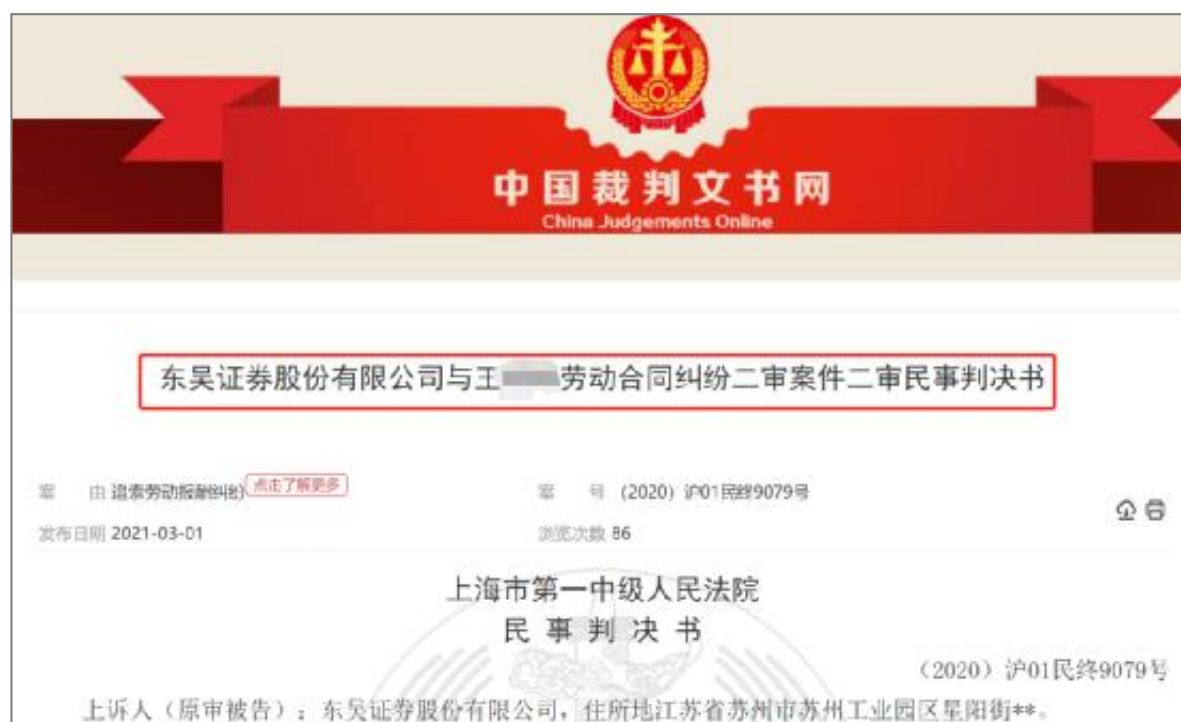 中国裁判文书网
China Judgements Online
东吴证券股份有限公司与王 劳动合同纠纷二审案件二审民事判决书
案 由 追索劳动报酬纠纷 点击了解更多 案 号 (2020) 沪01民终9079号
发布日期 2021-03-01 浏览次数 86
上海市第一中级人民法院
民 事 判 决 书
(2020) 沪01民终9079号
上诉人(原审被告):东吴证券股份有限公司,住所地江苏省苏州市苏州工业园区星阳街**。